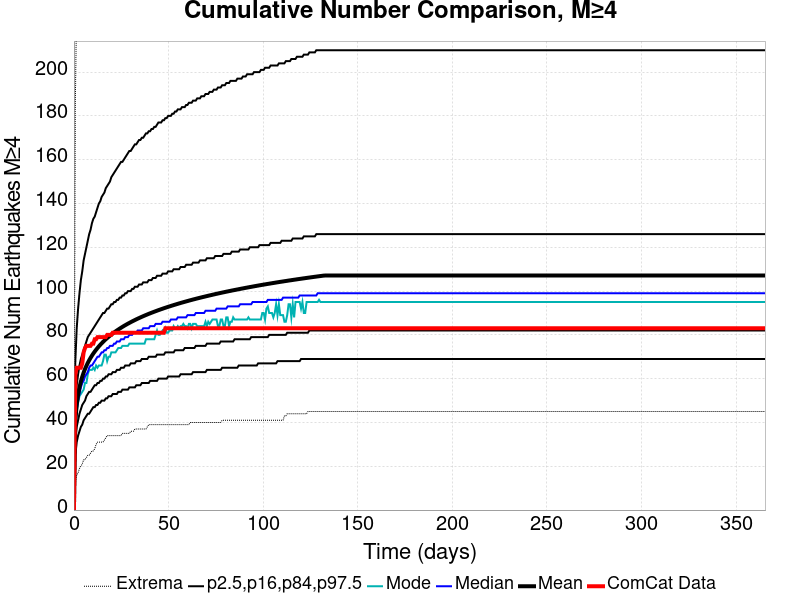 Cumulative Number Comparison, M≥4
Cumulative Num Earthquakes M≥4
200
180
160
140
120
100
80
60
40
20
0
0 50 100 150 200 250 300 350
Time (days)
Extrema p2.5,p16,p84,p97.5 Mode Median Mean ComCat Data